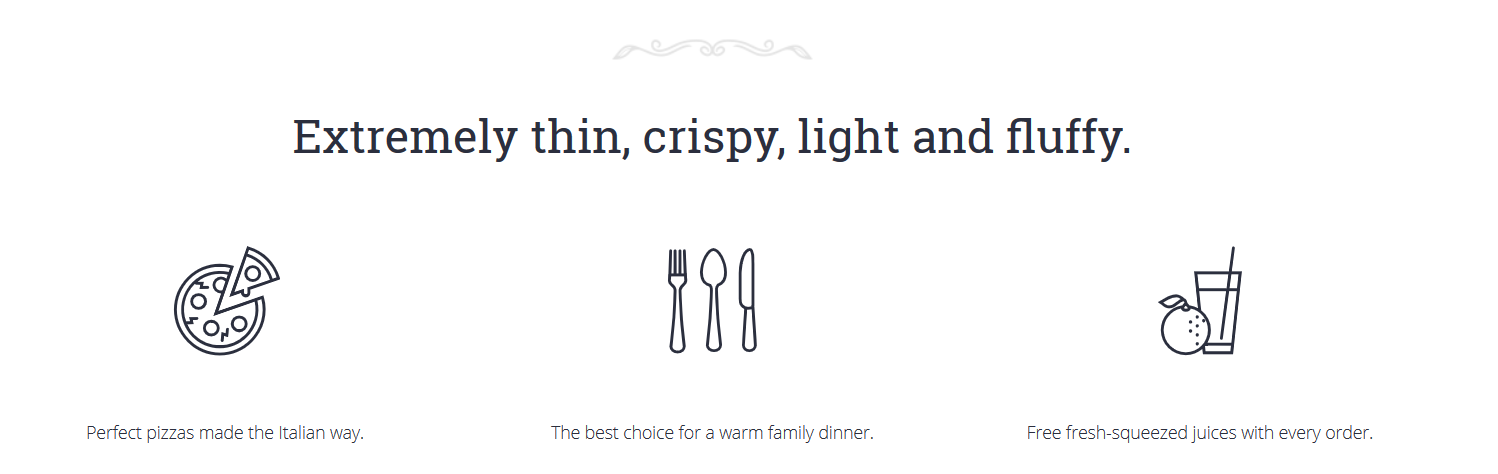 Extremely thin, crispy, light and fluffy.
Perfect pizzas made the Italian way.
The best choice for a warm family dinner.
Free fresh-squeezed juices with every order.